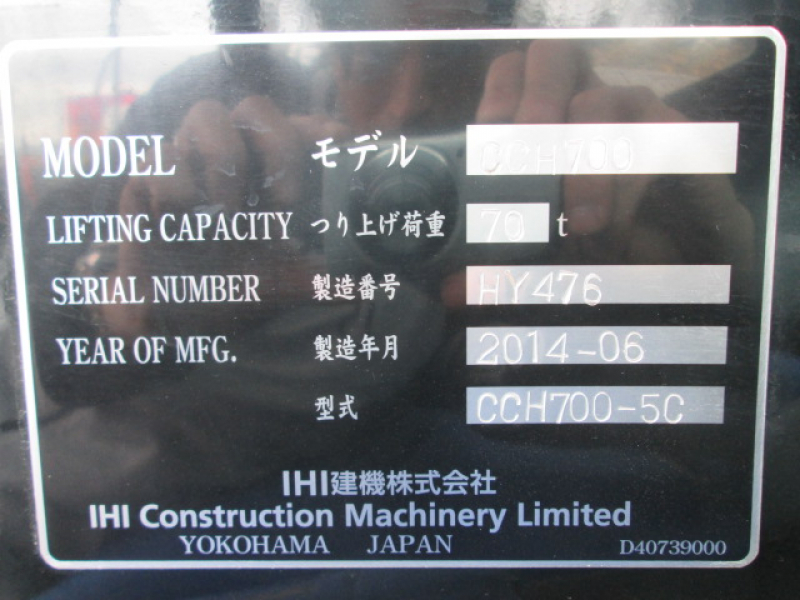 MODEL モデル CCH700
LIFTING CAPACITY つり上げ荷重 70 t
SERIAL NUMBER 製造番号 HY476
YEAR OF MFG. 製造年月 2014-06
型式 CCH700-5C
IHI建機株式会社
IHI Construction Machinery Limited
YOKOHAMA JAPAN D40739000